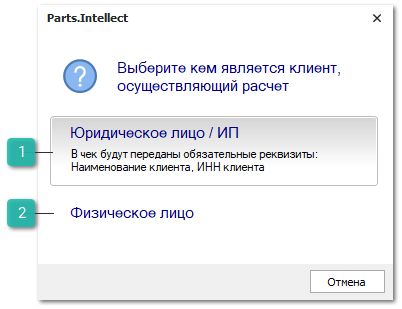 Parts.Intellect
Выберите кем является клиент,
осуществляющий расчет
1
Юридическое лицо / ИП
В чек будут переданы обязательные реквизиты:
Наименование клиента, ИНН клиента
2
Физическое лицо
Отмена